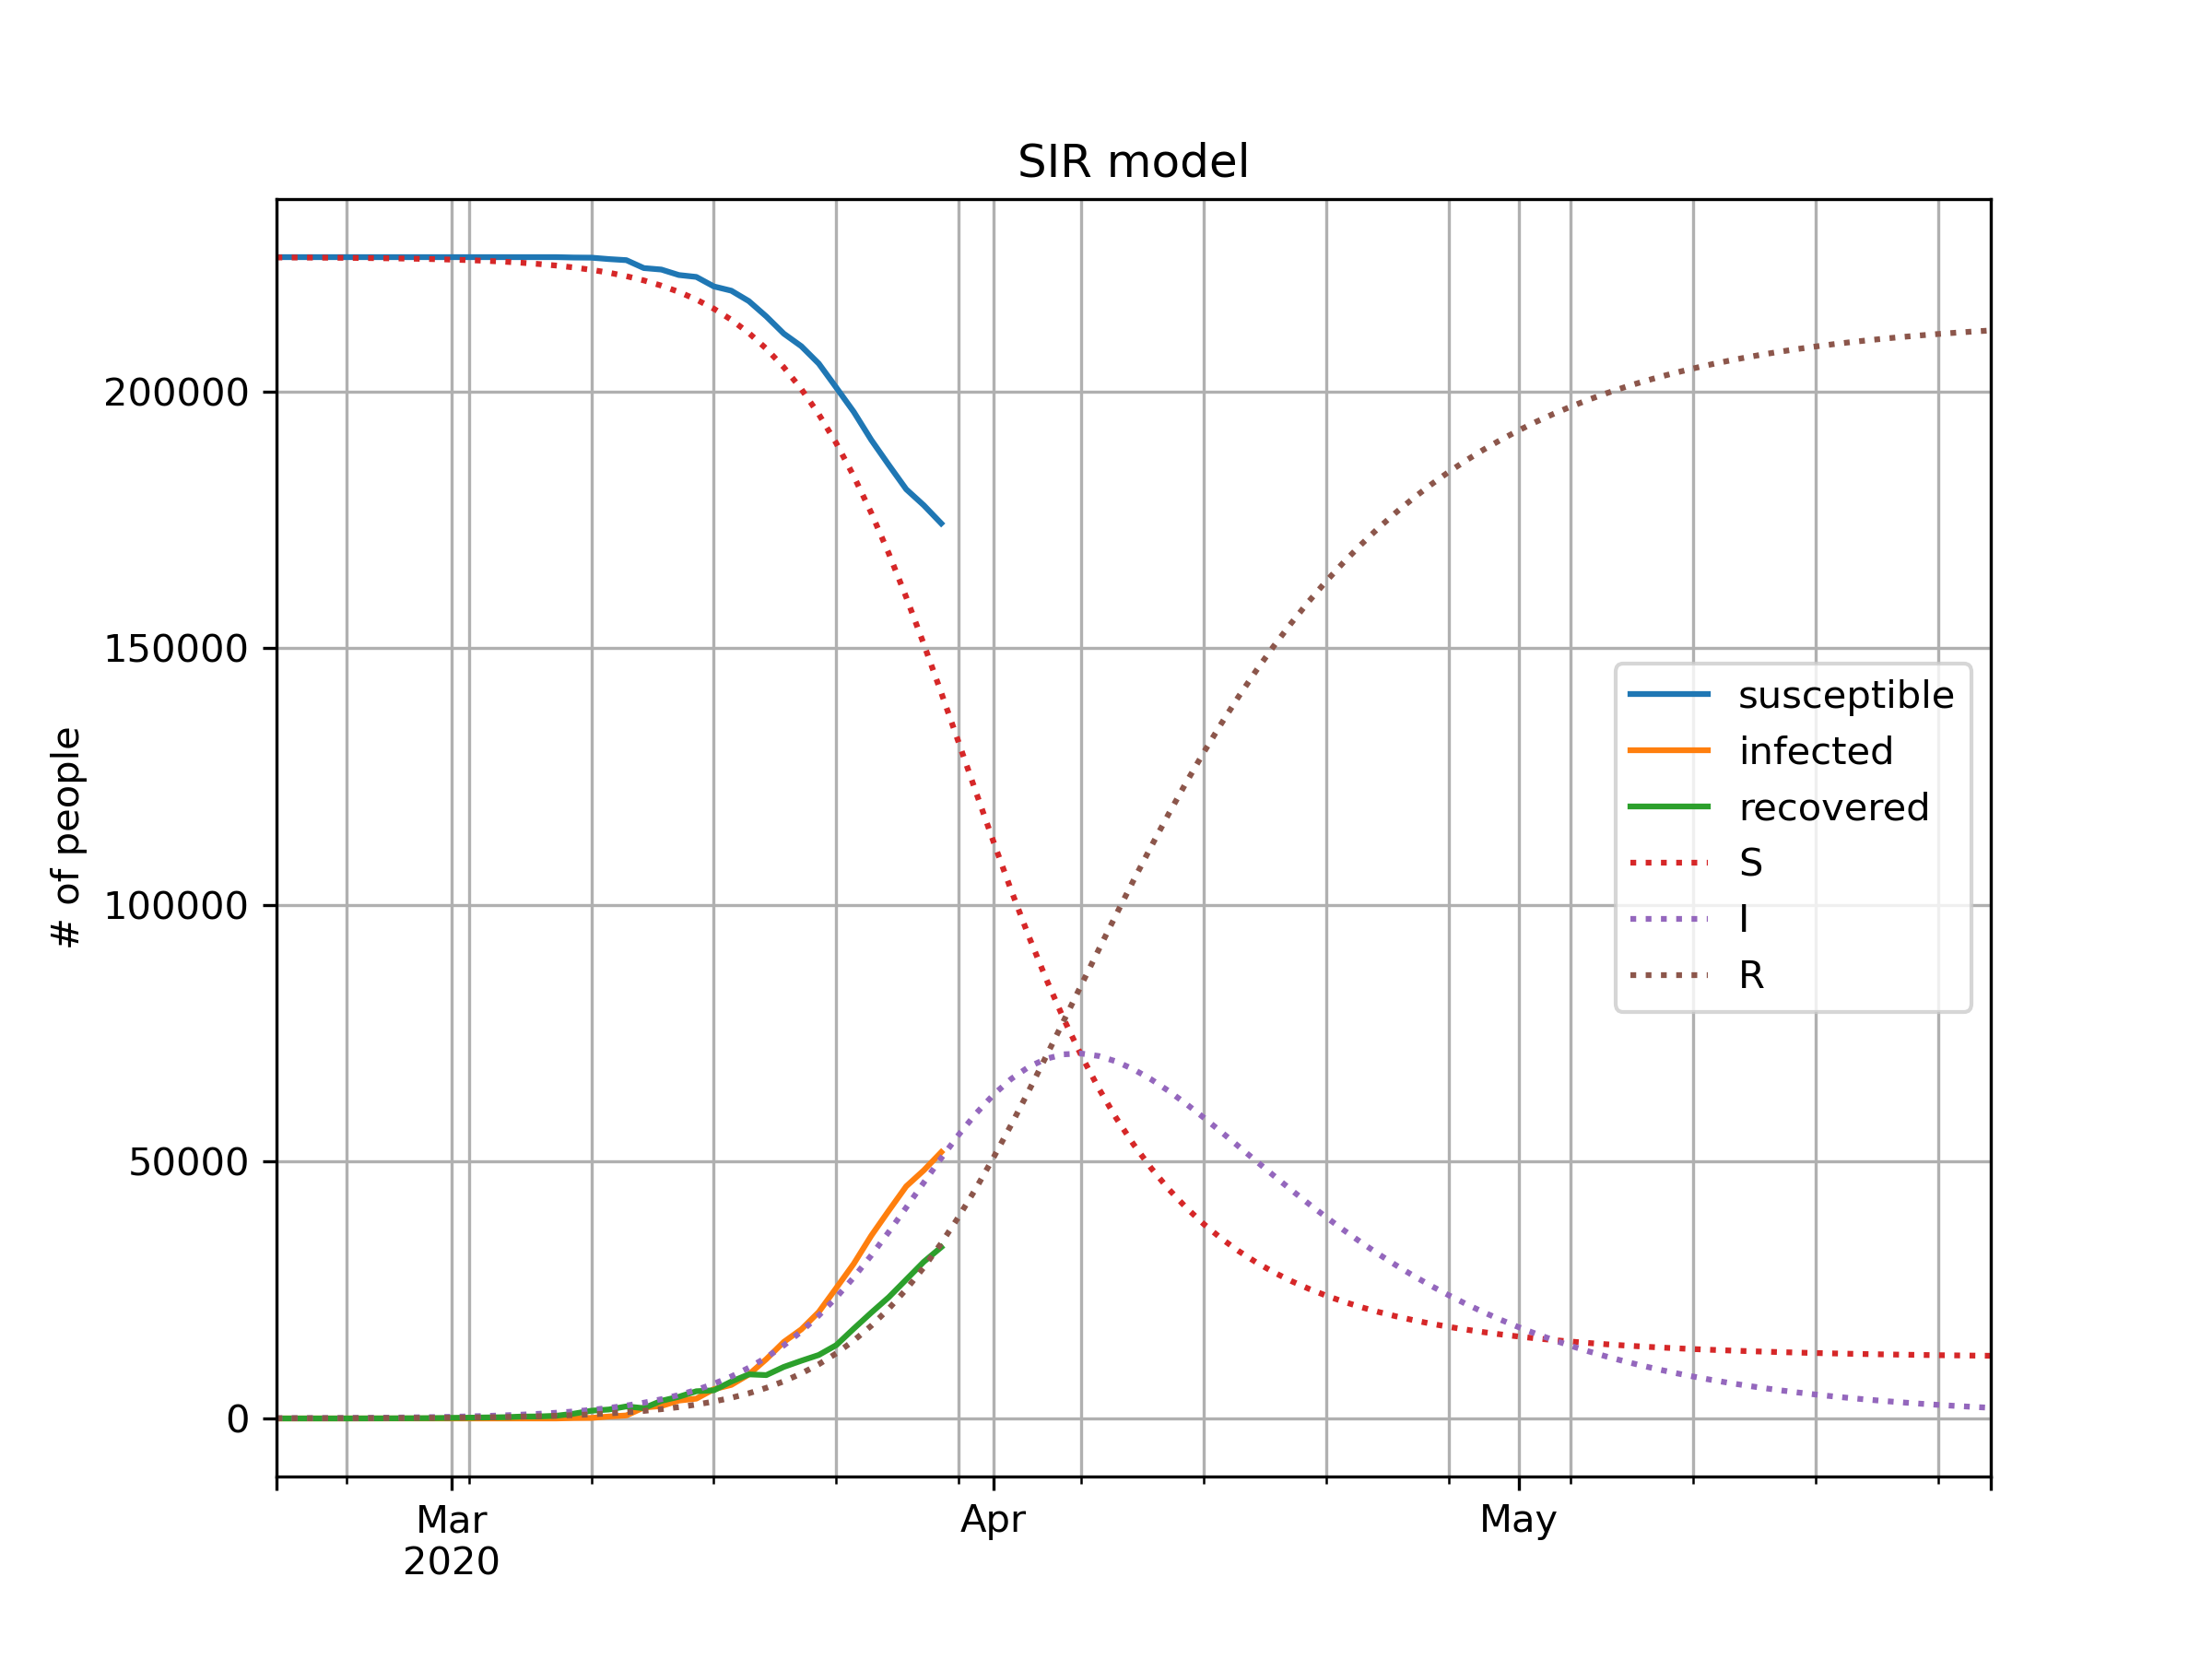 SIR model
# of people
200000
150000
100000
50000
0
susceptible
infected
recovered
S
I
R
Mar
2020
Apr
May